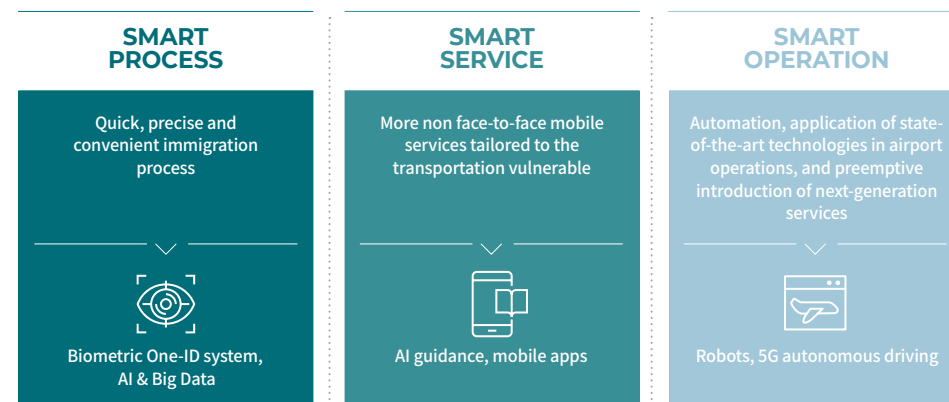 SMART
PROCESS
Quick, precise and
convenient immigration
process
Biometric One-ID system,
AI & Big Data
SMART
SERVICE
More non face-to-face mobile
services tailored to the
transportation vulnerable
AI guidance, mobile apps
SMART
OPERATION
Automation, application of state-
of-the-art technologies in airport
operations, and preemptive
introduction of next-generation
services
Robots, 5G autonomous driving